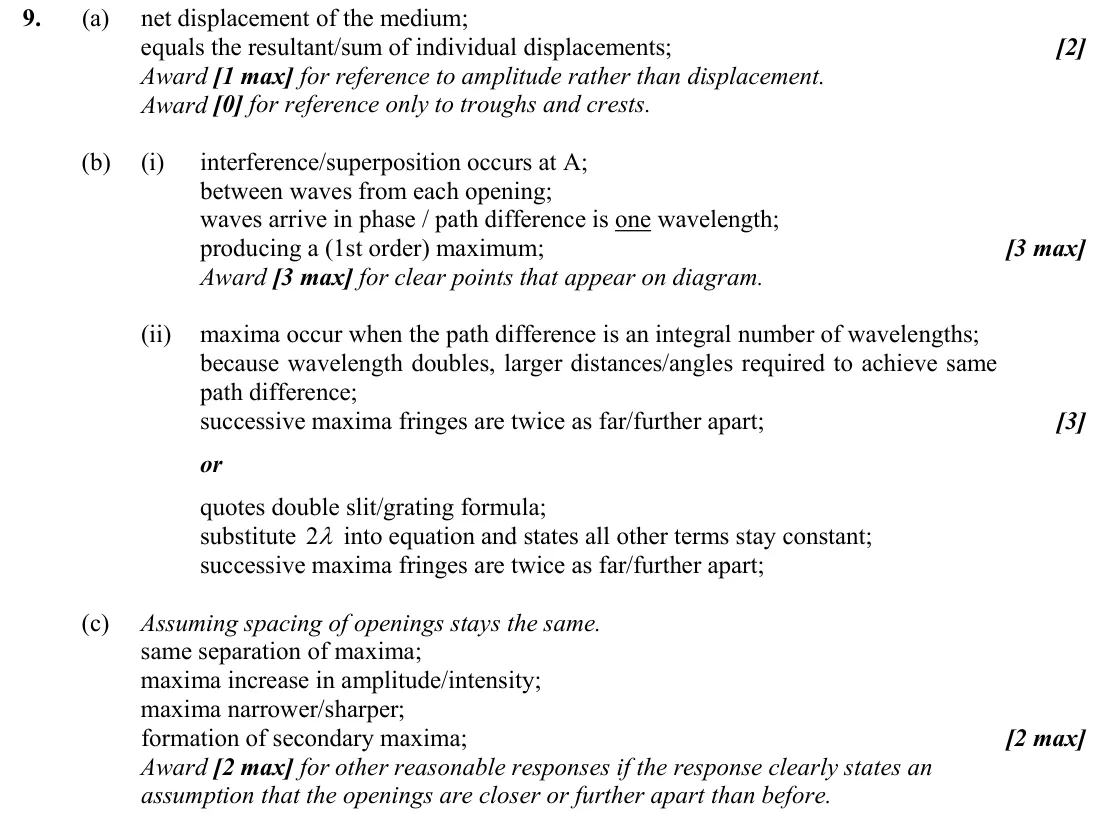 9. (a) net displacement of the medium;
equals the resultant/sum of individual displacements; [2]
Award [1 max] for reference to amplitude rather than displacement.
Award [0] for reference only to troughs and crests.
(b) (i) interference/superposition occurs at A;
between waves from each opening;
waves arrive in phase / path difference is one wavelength;
producing a (1st order) maximum; [3 max]
Award [3 max] for clear points that appear on diagram.
(ii) maxima occur when the path difference is an integral number of wavelengths;
because wavelength doubles, larger distances/angles required to achieve same
path difference;
successive maxima fringes are twice as far/further apart; [3]
or
quotes double slit/grating formula;
substitute 2λ into equation and states all other terms stay constant;
successive maxima fringes are twice as far/further apart;
(c) Assuming spacing of openings stays the same.
same separation of maxima;
maxima increase in amplitude/intensity;
maxima narrower/sharper;
formation of secondary maxima; [2 max]
Award [2 max] for other reasonable responses if the response clearly states an
assumption that the openings are closer or further apart than before.